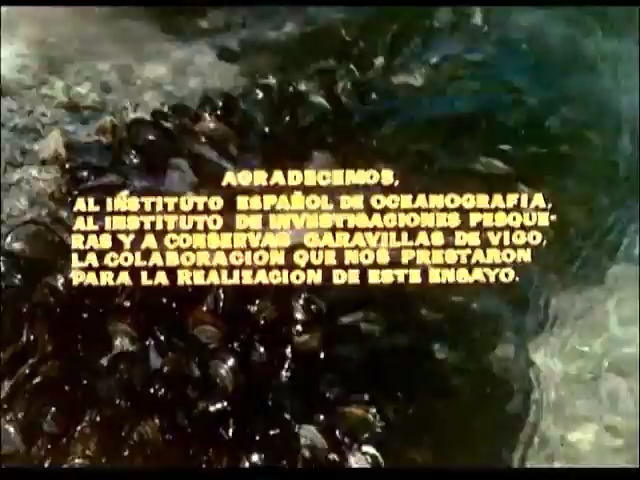 AGRADECEMOS,
AL INSTITUTO ESPAÑOL DE OCEANOGRAFIA,
AL INSTITUTO DE INVESTIGACIONES PESQUE-
RAS Y A CONSERVAS GARAVILLAS DE VIGO,
LA COLABORACION QUE NOS PRESTARON
PARA LA REALIZACION DE ESTE ENSAYO.